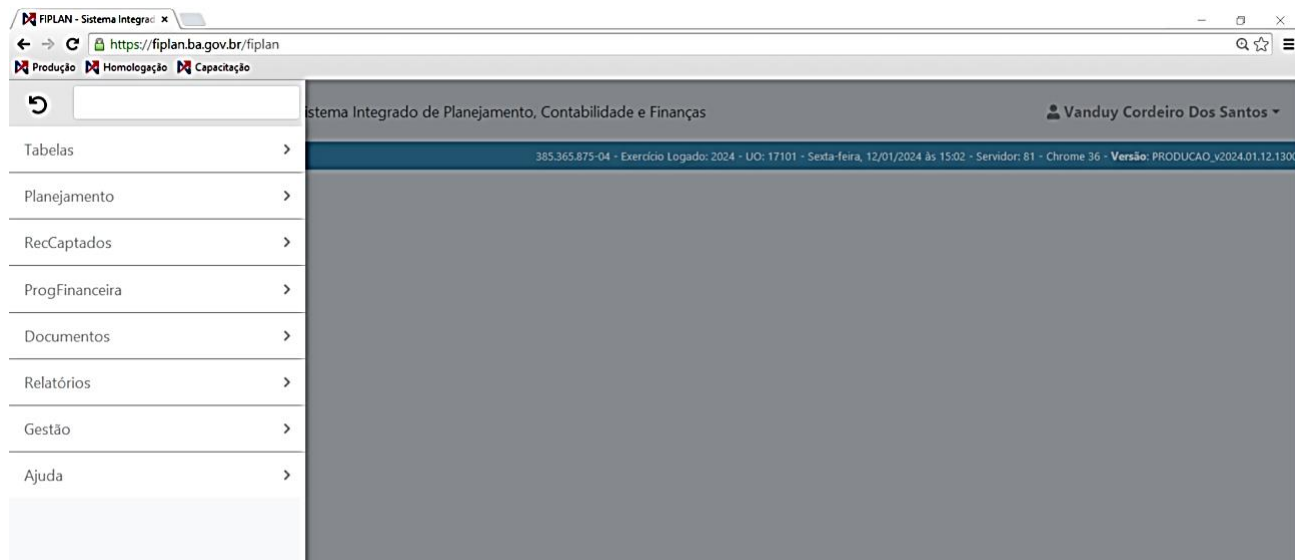 FIPLAN - Sistema Integrad
https://fiplan.ba.gov.br/fiplan
Produção Homologação Capacitação
istema Integrado de Planejamento, Contabilidade e Finanças
Vanduy Cordeiro Dos Santos
385.365.875-04 - Exercício Logado: 2024 - UO: 17101 - Sexta-feira, 12/01/2024 às 15:02 - Servidor: 81 - Chrome 36 - Versão: PRODUCAO_v2024.01.12.1300
Tabelas
Planejamento
RecCaptados
ProgFinanceira
Documentos
Relatórios
Gestão
Ajuda